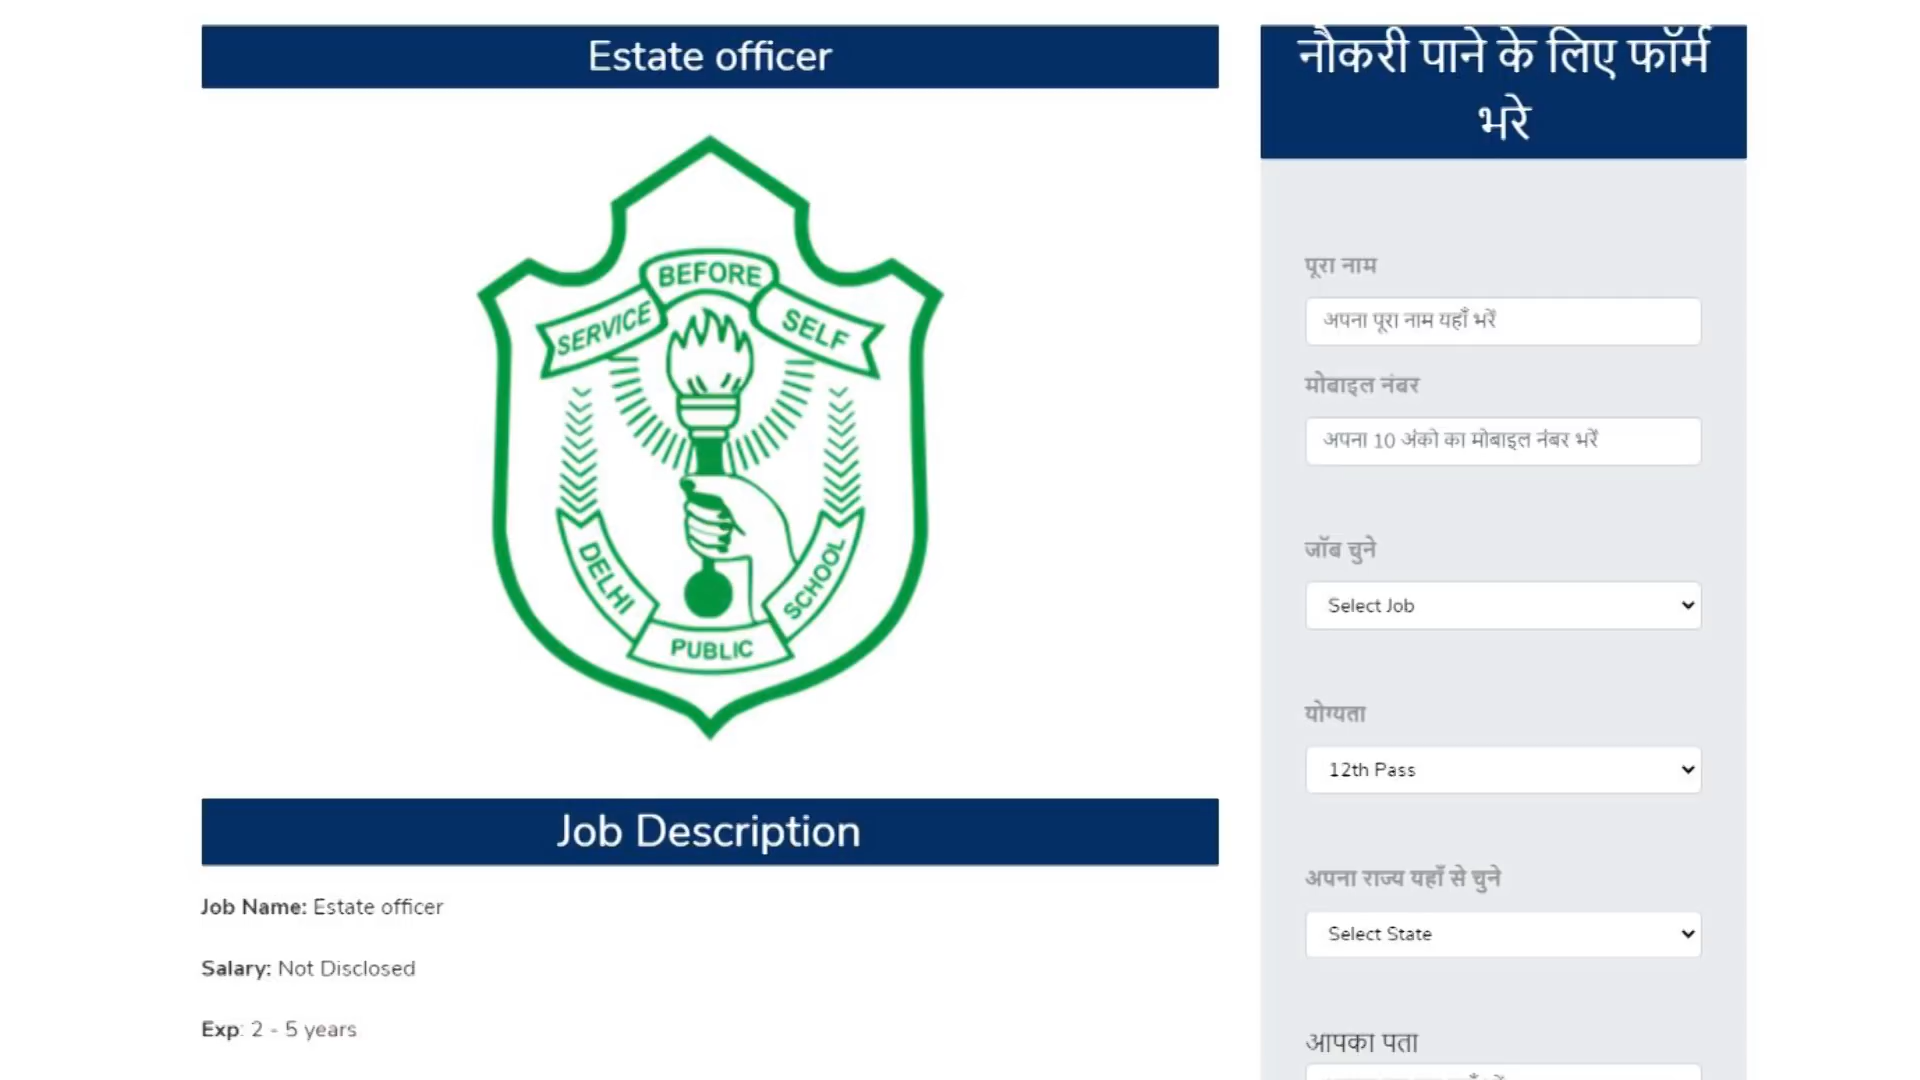 Estate officer
SERVICE BEFORE SELF
DELHI PUBLIC SCHOOL
Job Description
Job Name: Estate officer
Salary: Not Disclosed
Exp: 2 - 5 years
नौकरी पाने के लिए फॉर्म
भरे
पूरा नाम
अपना पूरा नाम यहाँ भरें
मोबाइल नंबर
अपना 10 अंको का मोबाइल नंबर भरें
जॉब चुने
Select Job
योग्यता
12th Pass
अपना राज्य यहाँ से चुने
Select State
आपका पता